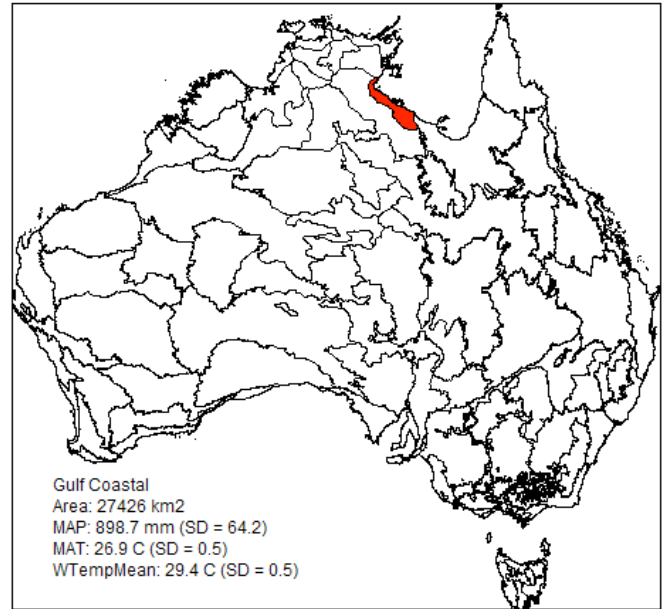 Gulf Coastal
Area: 27426 km2
MAP: 898.7 mm (SD = 64.2)
MAT: 26.9 C (SD = 0.5)
WTempMean: 29.4 C (SD = 0.5)